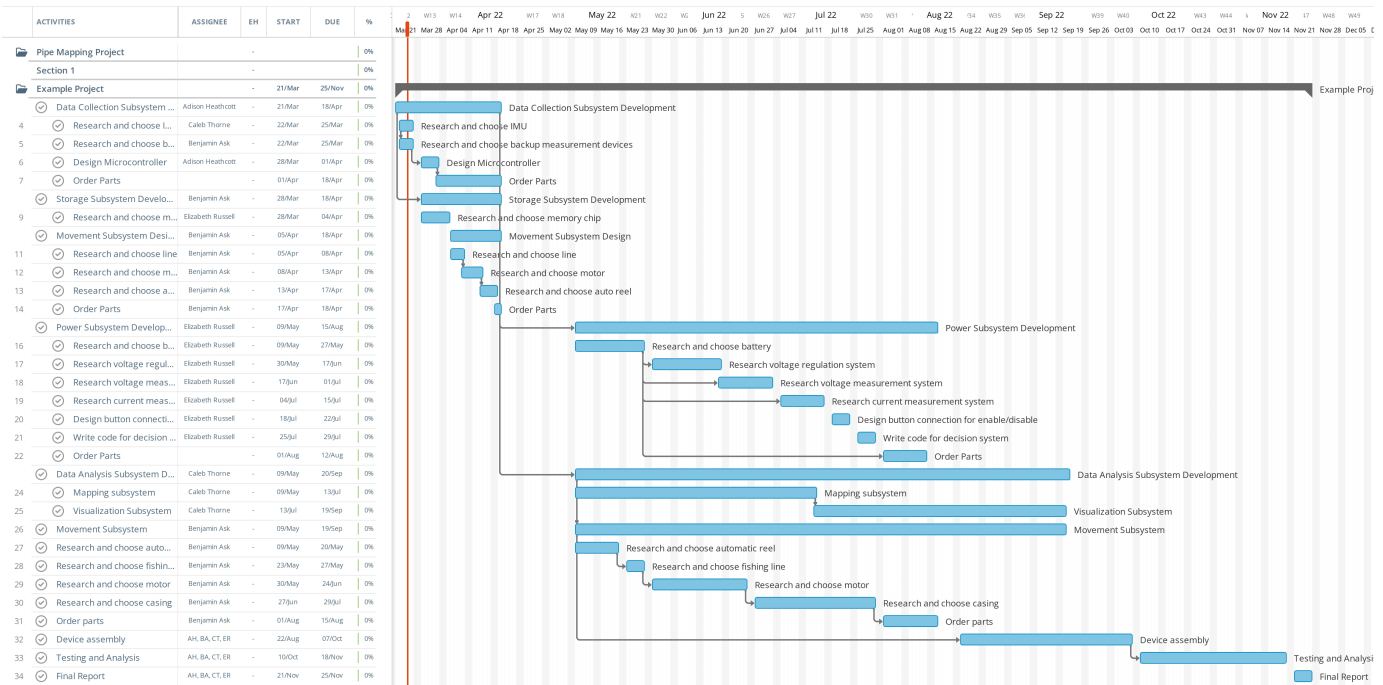 2 W13 W14 Apr 22 W17 W18 May 22 W21 W22 Jun 22 W26 W27 Jul 22 W30 W31 Aug 22 W35 Sep 22 W39 W40 Oct 22 W43 W44 Nov 22 W48 W49
ACTIVITIES ASSIGNEE EH START DUE %
Mar 21 Mar 28 Apr 04 Apr 11 Apr 18 Apr 25 May 02 May 09 May 16 May 23 May 30 Jun 06 Jun 13 Jun 20 Jun 27 Jul 04 Jul 11 Jul 18 Jul 25 Aug 01 Aug 08 Aug 15 Aug 22 Aug 29 Sep 05 Sep 12 Sep 19 Sep 26 Oct 03 Oct 10 Oct 17 Oct 24 Oct 31 Nov 07 Nov 14 Nov 21 Nov 28 Dec 05
Pipe Mapping Project - 0%
Section 1 - 0%
Example Project - 21/Mar 25/Nov 0% Example Proj
Data Collection Subsystem ... Adison Heathcott - 21/Mar 18/Apr 0% Data Collection Subsystem Development
4 Research and choose I... Caleb Thorne - 22/Mar 25/Mar 0% Research and choose IMU
5 Research and choose b... Benjamin Ask - 22/Mar 25/Mar 0% Research and choose backup measurement devices
6 Design Microcontroller Adison Heathcott - 28/Mar 01/Apr 0% Design Microcontroller
7 Order Parts - 01/Apr 18/Apr 0% Order Parts
Storage Subsystem Develo... Benjamin Ask - 28/Mar 18/Apr 0% Storage Subsystem Development
9 Research and choose m... Elizabeth Russell - 28/Mar 04/Apr 0% Research and choose memory chip
Movement Subsystem Desi... Benjamin Ask - 05/Apr 18/Apr 0% Movement Subsystem Design
11 Research and choose line Benjamin Ask - 05/Apr 08/Apr 0% Research and choose line
12 Research and choose m... Benjamin Ask - 08/Apr 13/Apr 0% Research and choose motor
13 Research and choose a... Benjamin Ask - 13/Apr 17/Apr 0% Research and choose auto reel
14 Order Parts Benjamin Ask - 17/Apr 18/Apr 0% Order Parts
Power Subsystem Develop... Elizabeth Russell - 09/May 15/Aug 0% Power Subsystem Development
16 Research and choose b... Elizabeth Russell - 09/May 27/May 0% Research and choose battery
17 Research voltage regul... Elizabeth Russell - 30/May 17/Jun 0% Research voltage regulation system
18 Research voltage meas... Elizabeth Russell - 17/Jun 01/Jul 0% Research voltage measurement system
19 Research current meas... Elizabeth Russell - 04/Jul 15/Jul 0% Research current measurement system
20 Design button connecti... Elizabeth Russell - 18/Jul 22/Jul 0% Design button connection for enable/disable
21 Write code for decision ... Elizabeth Russell - 25/Jul 29/Jul 0% Write code for decision system
22 Order Parts - 01/Aug 12/Aug 0% Order Parts
Data Analysis Subsystem D... Caleb Thorne - 09/May 20/Sep 0% Data Analysis Subsystem Development
24 Mapping subsystem Caleb Thorne - 09/May 13/Jul 0% Mapping subsystem
25 Visualization Subsystem Caleb Thorne - 13/Jul 19/Sep 0% Visualization Subsystem
26 Movement Subsystem Benjamin Ask - 09/May 19/Sep 0% Movement Subsystem
27 Research and choose auto... Benjamin Ask - 09/May 20/May 0% Research and choose automatic reel
28 Research and choose fishin... Benjamin Ask - 23/May 27/May 0% Research and choose fishing line
29 Research and choose motor Benjamin Ask - 30/May 24/Jun 0% Research and choose motor
30 Research and choose casing Benjamin Ask - 27/Jun 29/Jul 0% Research and choose casing
31 Order parts Benjamin Ask - 01/Aug 15/Aug 0% Order parts
32 Device assembly AH, BA, CT, ER - 22/Aug 07/Oct 0% Device assembly
33 Testing and Analysis AH, BA, CT, ER - 10/Oct 18/Nov 0% Testing and Analysis
34 Final Report AH, BA, CT, ER - 21/Nov 25/Nov 0% Final Report